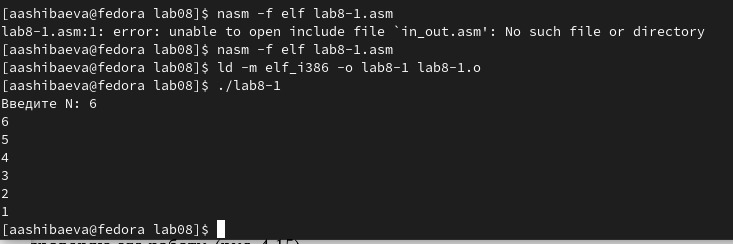 [aashibaeva@fedora lab08]$ nasm -f elf lab8-1.asm
lab8-1.asm:1: error: unable to open include file `in_out.asm': No such file or directory
[aashibaeva@fedora lab08]$ nasm -f elf lab8-1.asm
[aashibaeva@fedora lab08]$ ld -m elf_i386 -o lab8-1 lab8-1.o
[aashibaeva@fedora lab08]$ ./lab8-1
Введите N: 6
6
5
4
3
2
1
[aashibaeva@fedora lab08]$